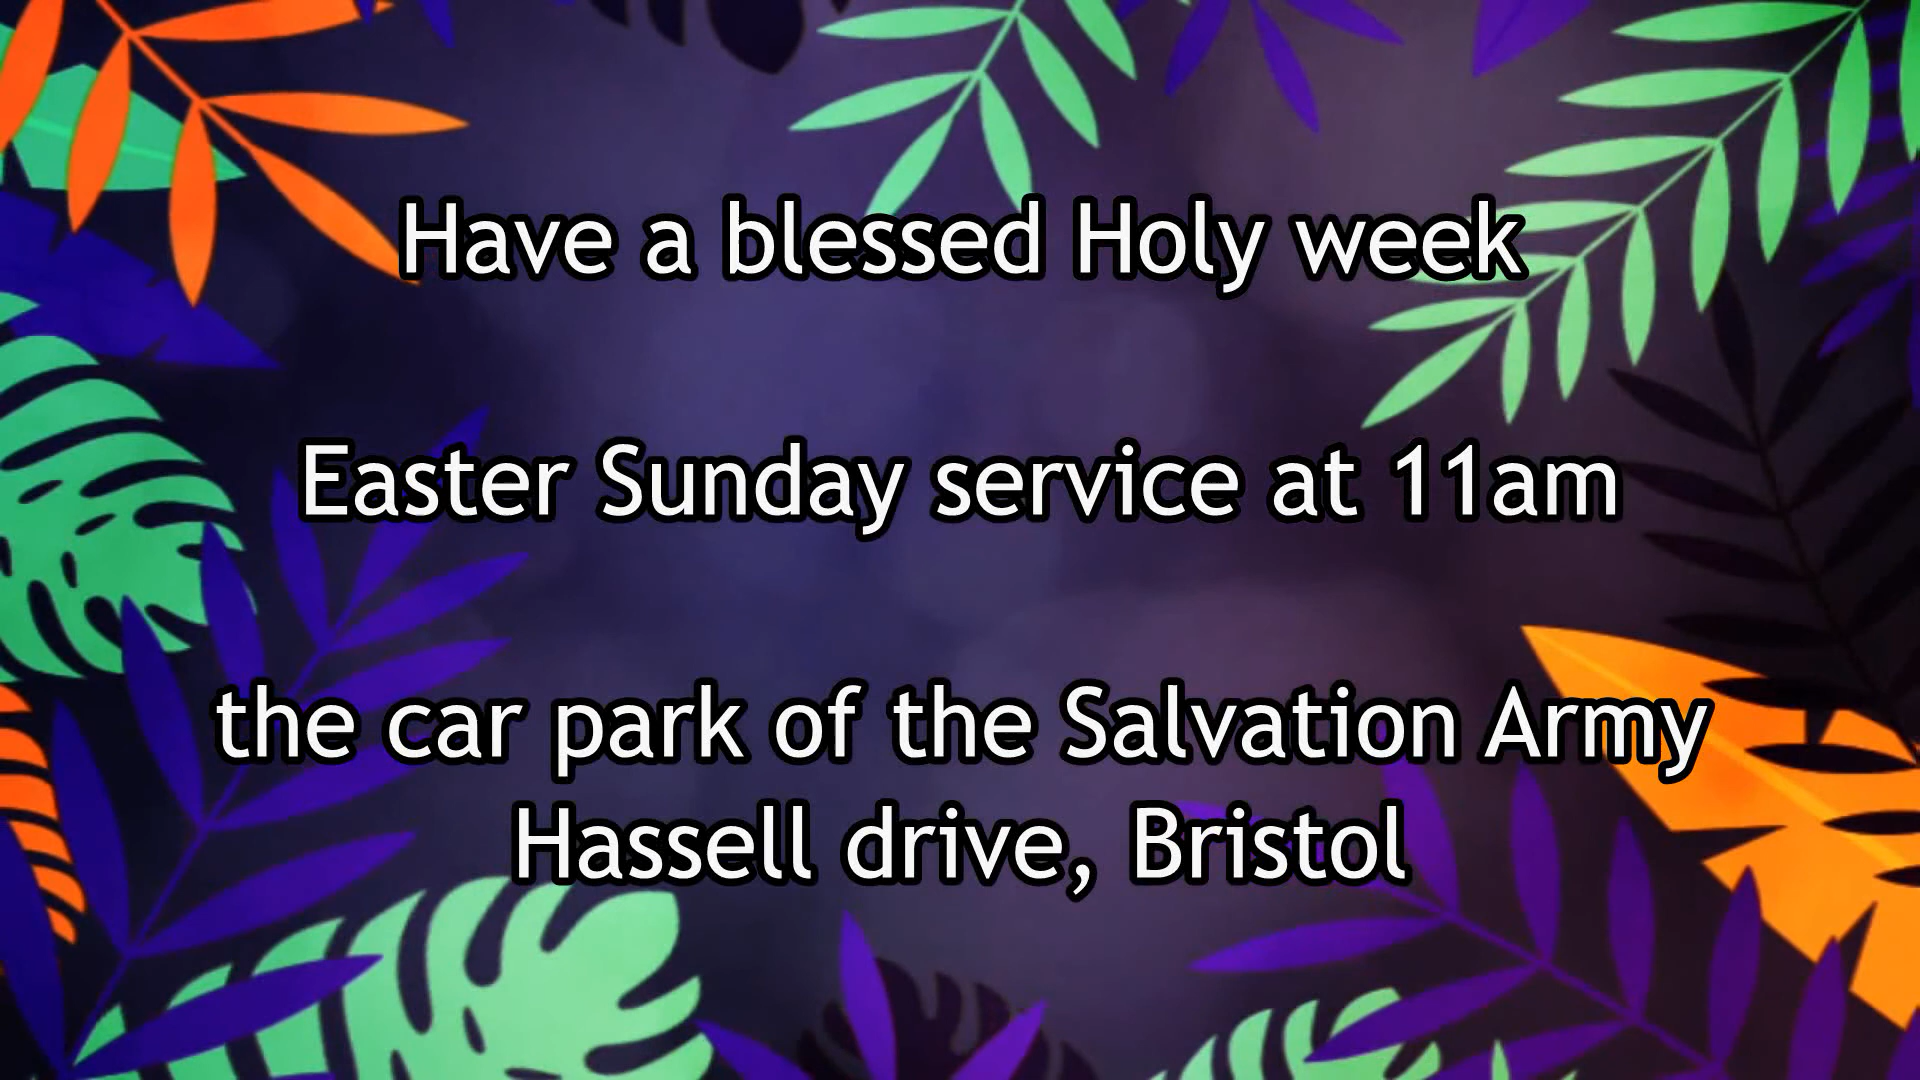 Have a blessed Holy week
Easter Sunday service at 11am
the car park of the Salvation Army
Hassell drive, Bristol